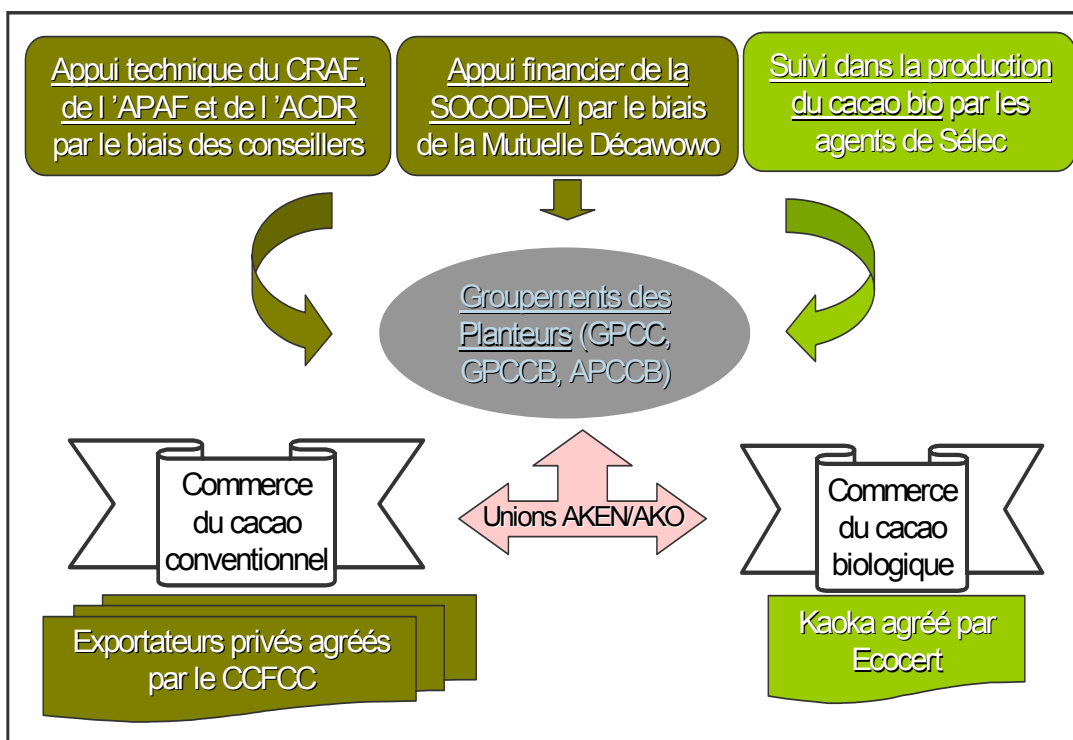 Appui technique du CRAF,
de l 'APAF et de l 'ACDR
par le biais des conseillers
Appui financier de la
SOCODEVI par le biais
de la Mutuelle Décawowo
Suivi dans la production
du cacao bio par les
agents de Sélec
Groupements des
Planteurs (GPCC,
GPCCB, APCCB)
Commerce
du cacao
conventionnel
Unions AKEN/AKO
Commerce
du cacao
biologique
Exportateurs privés agréés
par le CCFCC
Kaoka agréé par
Ecocert